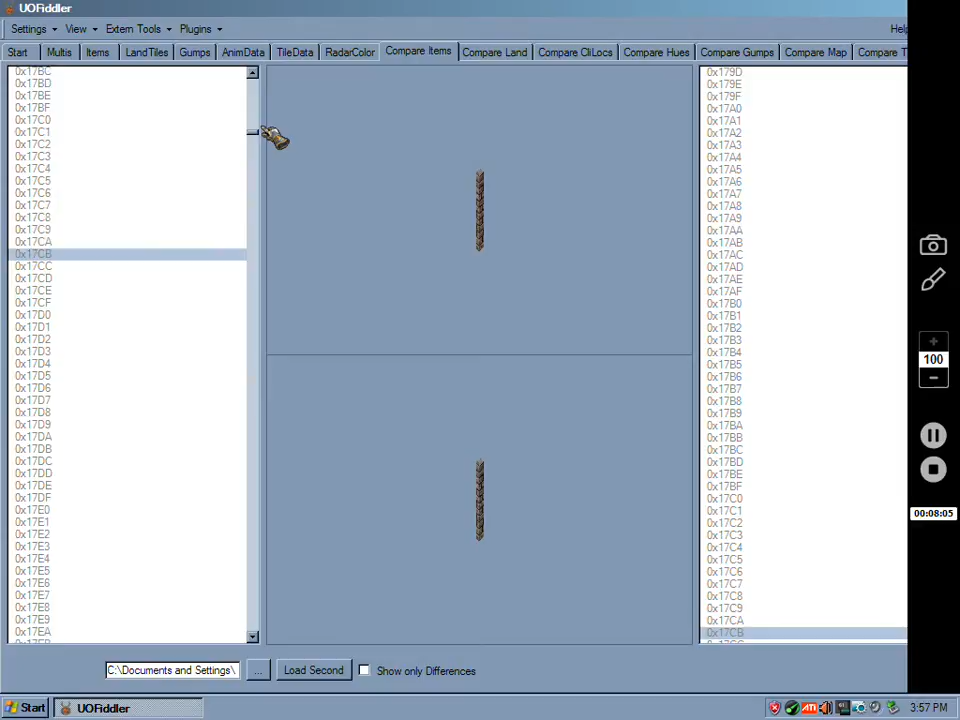 UOFiddler
Settings View Extern Tools Plugins Help
Start Multis Items LandTiles Gumps AnimData TileData RadarColor Compare Items Compare Land Compare CliLocs Compare Hues Compare Gumps Compare Map Compare T
0x17BC
0x17BD
0x17BE
0x17BF
0x17C0
0x17C1
0x17C2
0x17C3
0x17C4
0x17C5
0x17C6
0x17C7
0x17C8
0x17C9
0x17CA
0x17CB
0x17CC
0x17CD
0x17CE
0x17CF
0x17D0
0x17D1
0x17D2
0x17D3
0x17D4
0x17D5
0x17D6
0x17D7
0x17D8
0x17D9
0x17DA
0x17DB
0x17DC
0x17DD
0x17DE
0x17DF
0x17E0
0x17E1
0x17E2
0x17E3
0x17E4
0x17E5
0x17E6
0x17E7
0x17E8
0x17E9
0x17EA
0x179D
0x179E
0x179F
0x17A0
0x17A1
0x17A2
0x17A3
0x17A4
0x17A5
0x17A6
0x17A7
0x17A8
0x17A9
0x17AA
0x17AB
0x17AC
0x17AD
0x17AE
0x17AF
0x17B0
0x17B1
0x17B2
0x17B3
0x17B4
0x17B5
0x17B6
0x17B7
0x17B8
0x17B9
0x17BA
0x17BB
0x17BC
0x17BD
0x17BE
0x17BF
0x17C0
0x17C1
0x17C2
0x17C3
0x17C4
0x17C5
0x17C6
0x17C7
0x17C8
0x17C9
0x17CA
0x17CB
100
00:08:05
C:\Documents and Settings\ ... Load Second Show only Differences
Start UOFiddler ATI 3:57 PM